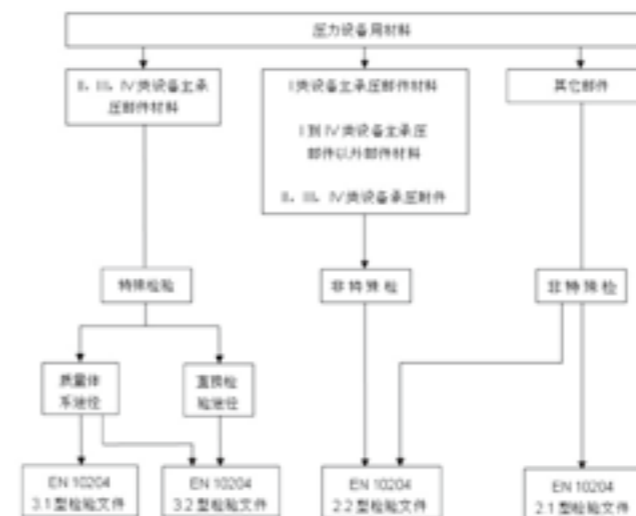 压力设备用材料
II、III、IV类设备主承
压部件材料
I类设备主承压部件材料
I到IV类设备主承压
部件以外部件材料
II、III、IV类设备承压附件
其它部件
特殊检验
非特殊检
非特殊检
质量体
系途径
直接检
验途径
EN 10204
3.1型检验文件
EN 10204
3.2型检验文件
EN 10204
2.2型检验文件
EN 10204
2.1型检验文件